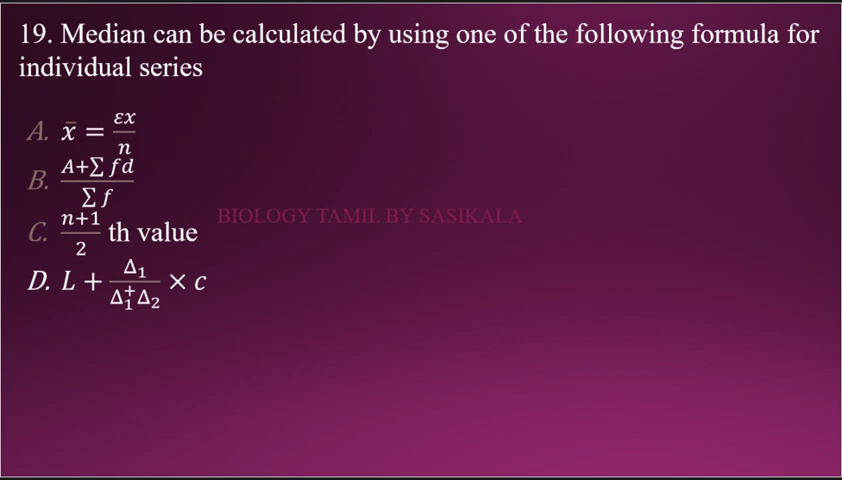 19. Median can be calculated by using one of the following formula for
individual series
A. x̄ = εx/n
B. A+∑ fd/∑ f
C. n+1/2 th value
BIOLOGY TAMIL BY SASIKALA
D. L + Δ₁/Δ₁⁺Δ₂ × c